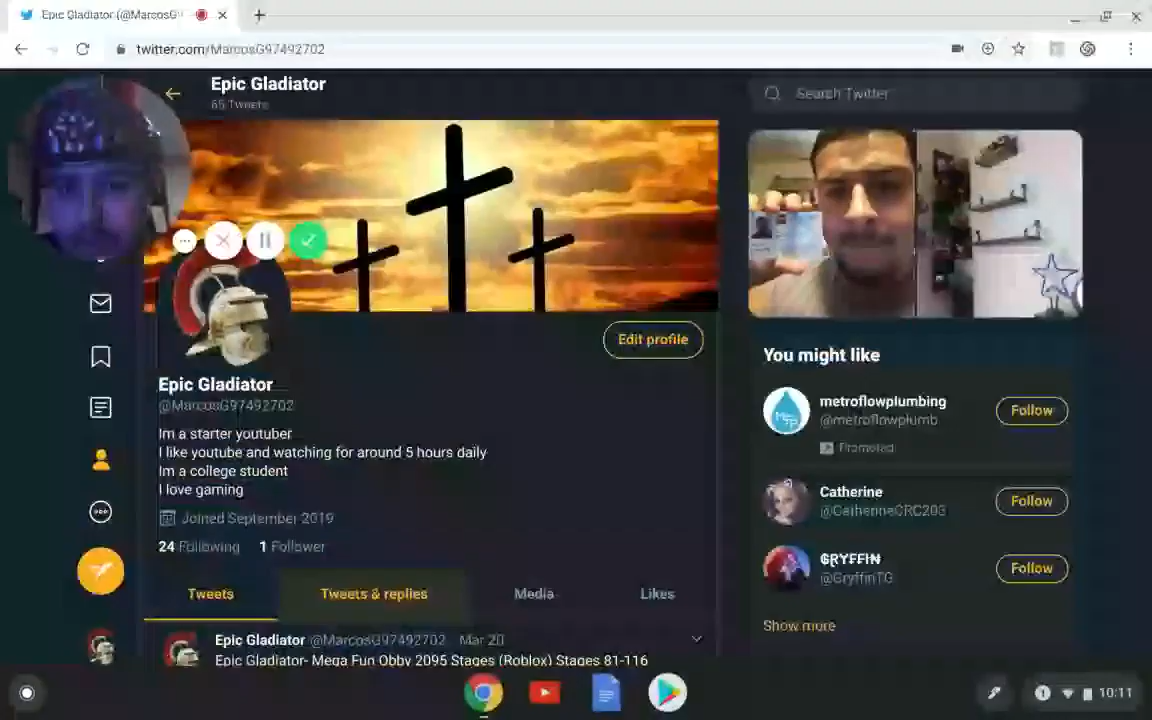 Epic Gladiator (@MarcosG
twitter.com/MarcosG97492702
Epic Gladiator
65 Tweets
Search Twitter
Edit profile
Epic Gladiator
@MarcosG97492702
Im a starter youtuber
I like youtube and watching for around 5 hours daily
Im a college student
I love gaming
Joined September 2019
24 Following 1 Follower
Tweets Tweets & replies Media Likes
Epic Gladiator @MarcosG97492702 Mar 20
Epic Gladiator- Mega Fun Obby 2095 Stages (Roblox) Stages 81-116
You might like
metroflowplumbing
@metroflowplumb
Promoted
Follow
Catherine
@CatherineCRC203
Follow
₲ⱤɎ₣₣ł₦
@GryffinTG
Follow
Show more
10:11